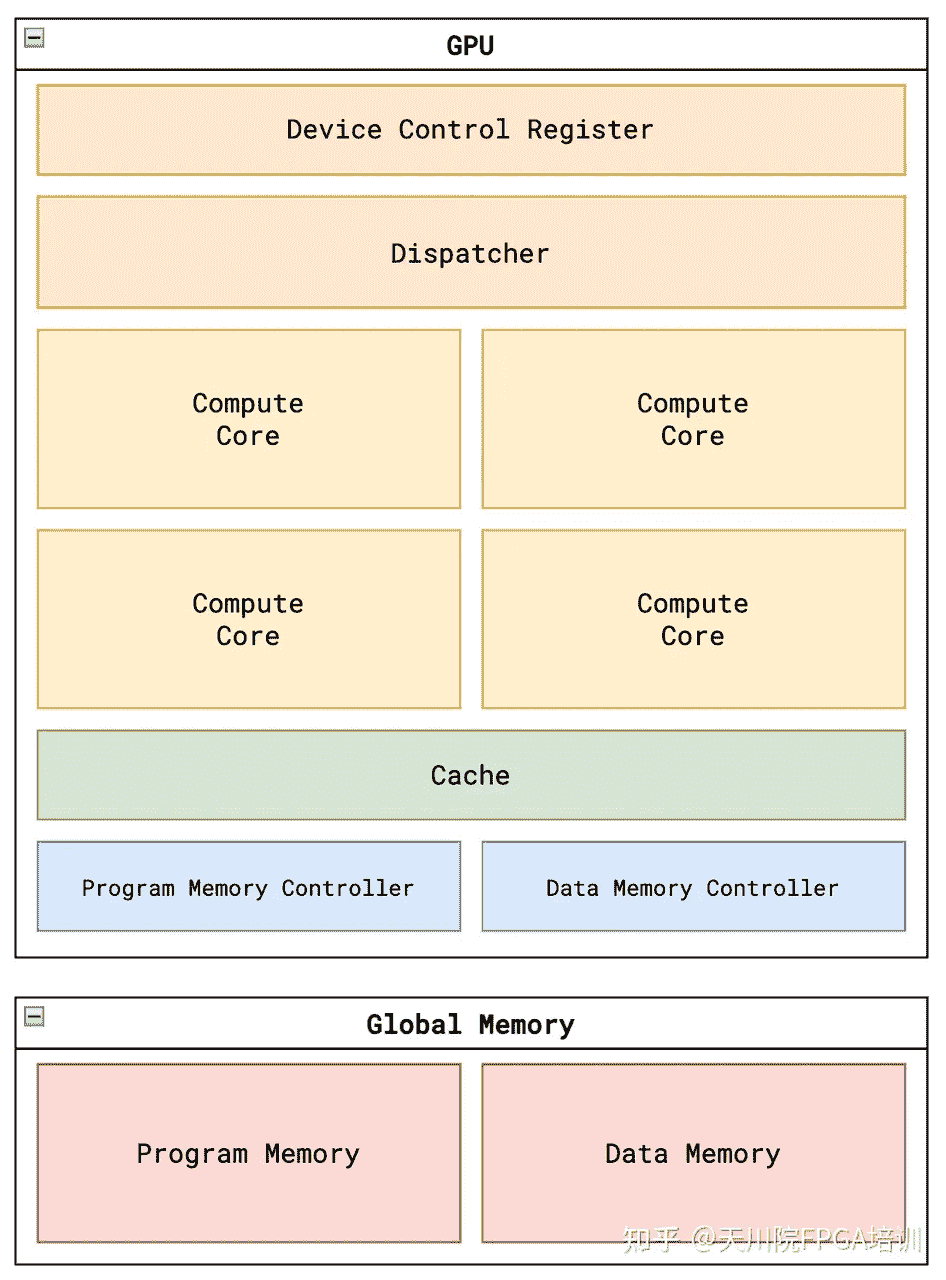 GPU
Device Control Register
Dispatcher
Compute
Core
Compute
Core
Compute
Core
Compute
Core
Cache
Program Memory Controller
Data Memory Controller
Global Memory
Program Memory
Data Memory
知乎 @天川院FPGA培训